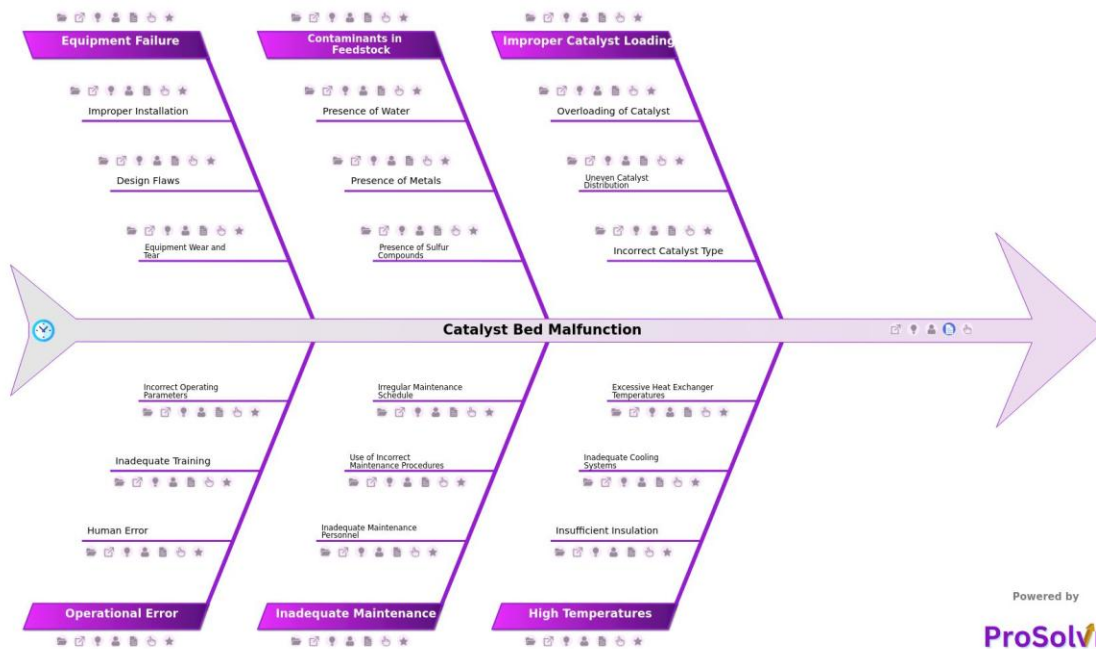 Equipment Failure
Contaminants in
Feedstock
Improper Catalyst Loading
Improper Installation
Presence of Water
Overloading of Catalyst
Design Flaws
Presence of Metals
Uneven Catalyst
Distribution
Equipment Wear and
Tear
Presence of Sulfur
Compounds
Incorrect Catalyst Type
Catalyst Bed Malfunction
Incorrect Operating
Parameters
Irregular Maintenance
Schedule
Excessive Heat Exchanger
Temperatures
Inadequate Training
Use of Incorrect
Maintenance Procedures
Inadequate Cooling
Systems
Human Error
Inadequate Maintenance
Personnel
Insufficient Insulation
Operational Error
Inadequate Maintenance
High Temperatures
Powered by